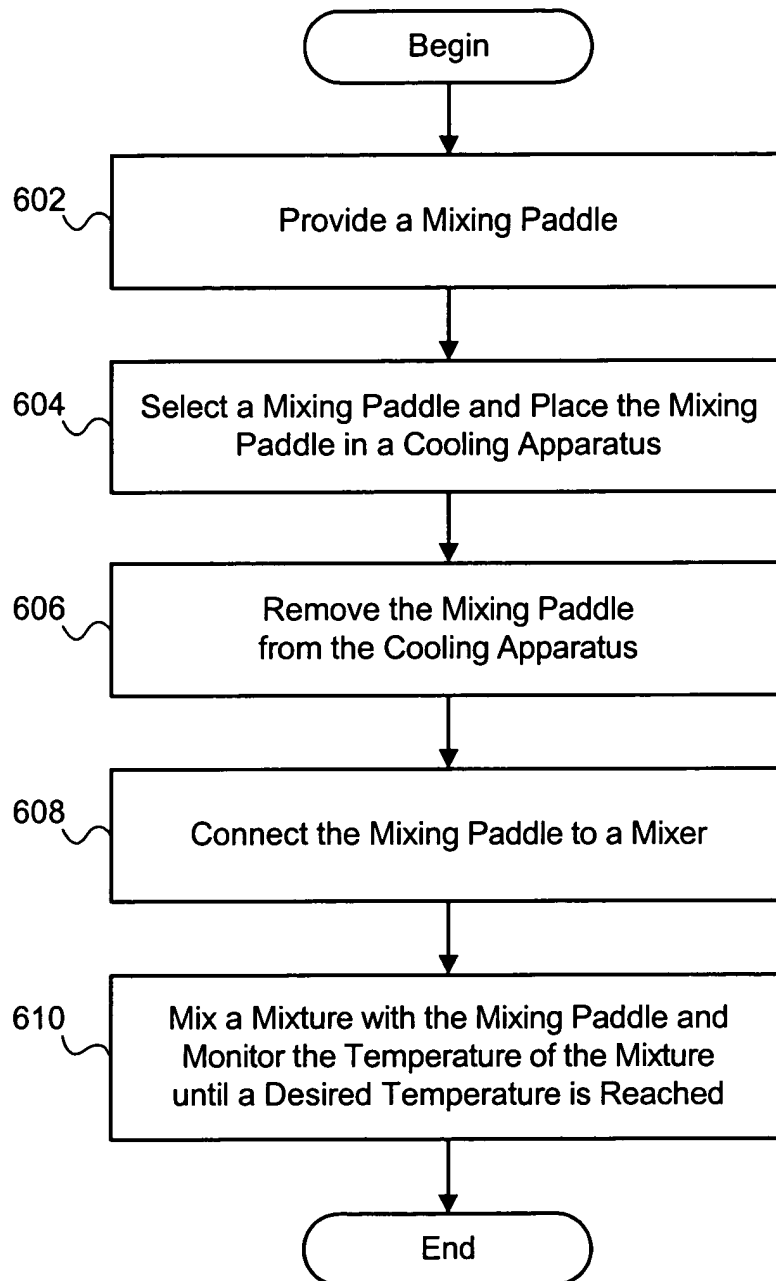 Begin
602
Provide a Mixing Paddle
604
Select a Mixing Paddle and Place the Mixing
Paddle in a Cooling Apparatus
606
Remove the Mixing Paddle
from the Cooling Apparatus
608
Connect the Mixing Paddle to a Mixer
610
Mix a Mixture with the Mixing Paddle and
Monitor the Temperature of the Mixture
until a Desired Temperature is Reached
End